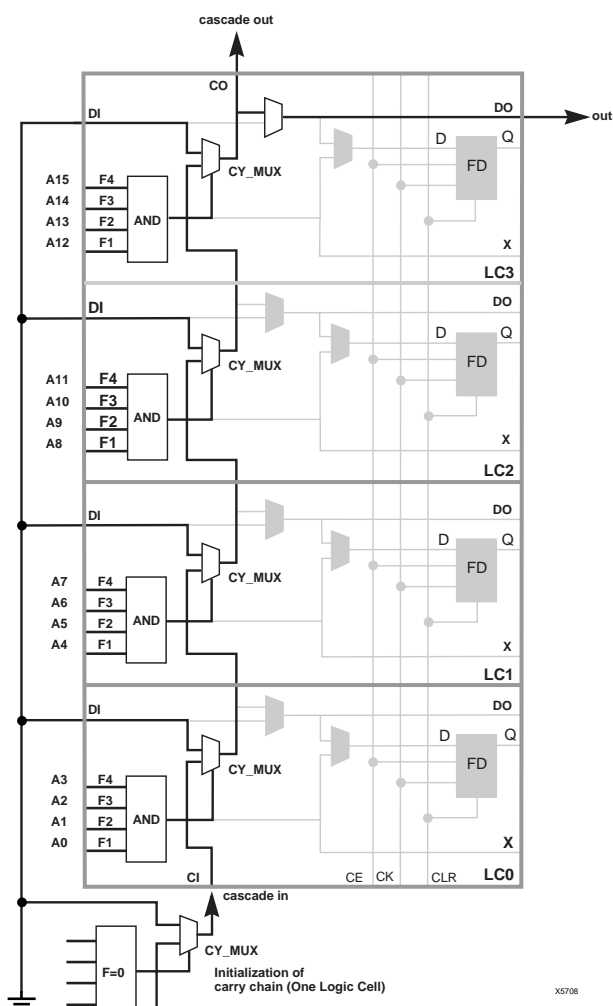 cascade out
CO
DI
DO
out
D
Q
FD
CY_MUX
A15 F4
A14 F3
A13 F2
A12 F1
AND
X
LC3
DI
DO
D
Q
FD
CY_MUX
A11 F4
A10 F3
A9 F2
A8 F1
AND
X
LC2
DI
DO
D
Q
FD
CY_MUX
A7 F4
A6 F3
A5 F2
A4 F1
AND
X
LC1
DI
DO
D
Q
FD
CY_MUX
A3 F4
A2 F3
A1 F2
A0 F1
AND
X
CI
CE
CK
CLR
LC0
cascade in
CY_MUX
F=0
Initialization of
carry chain (One Logic Cell)
X5708